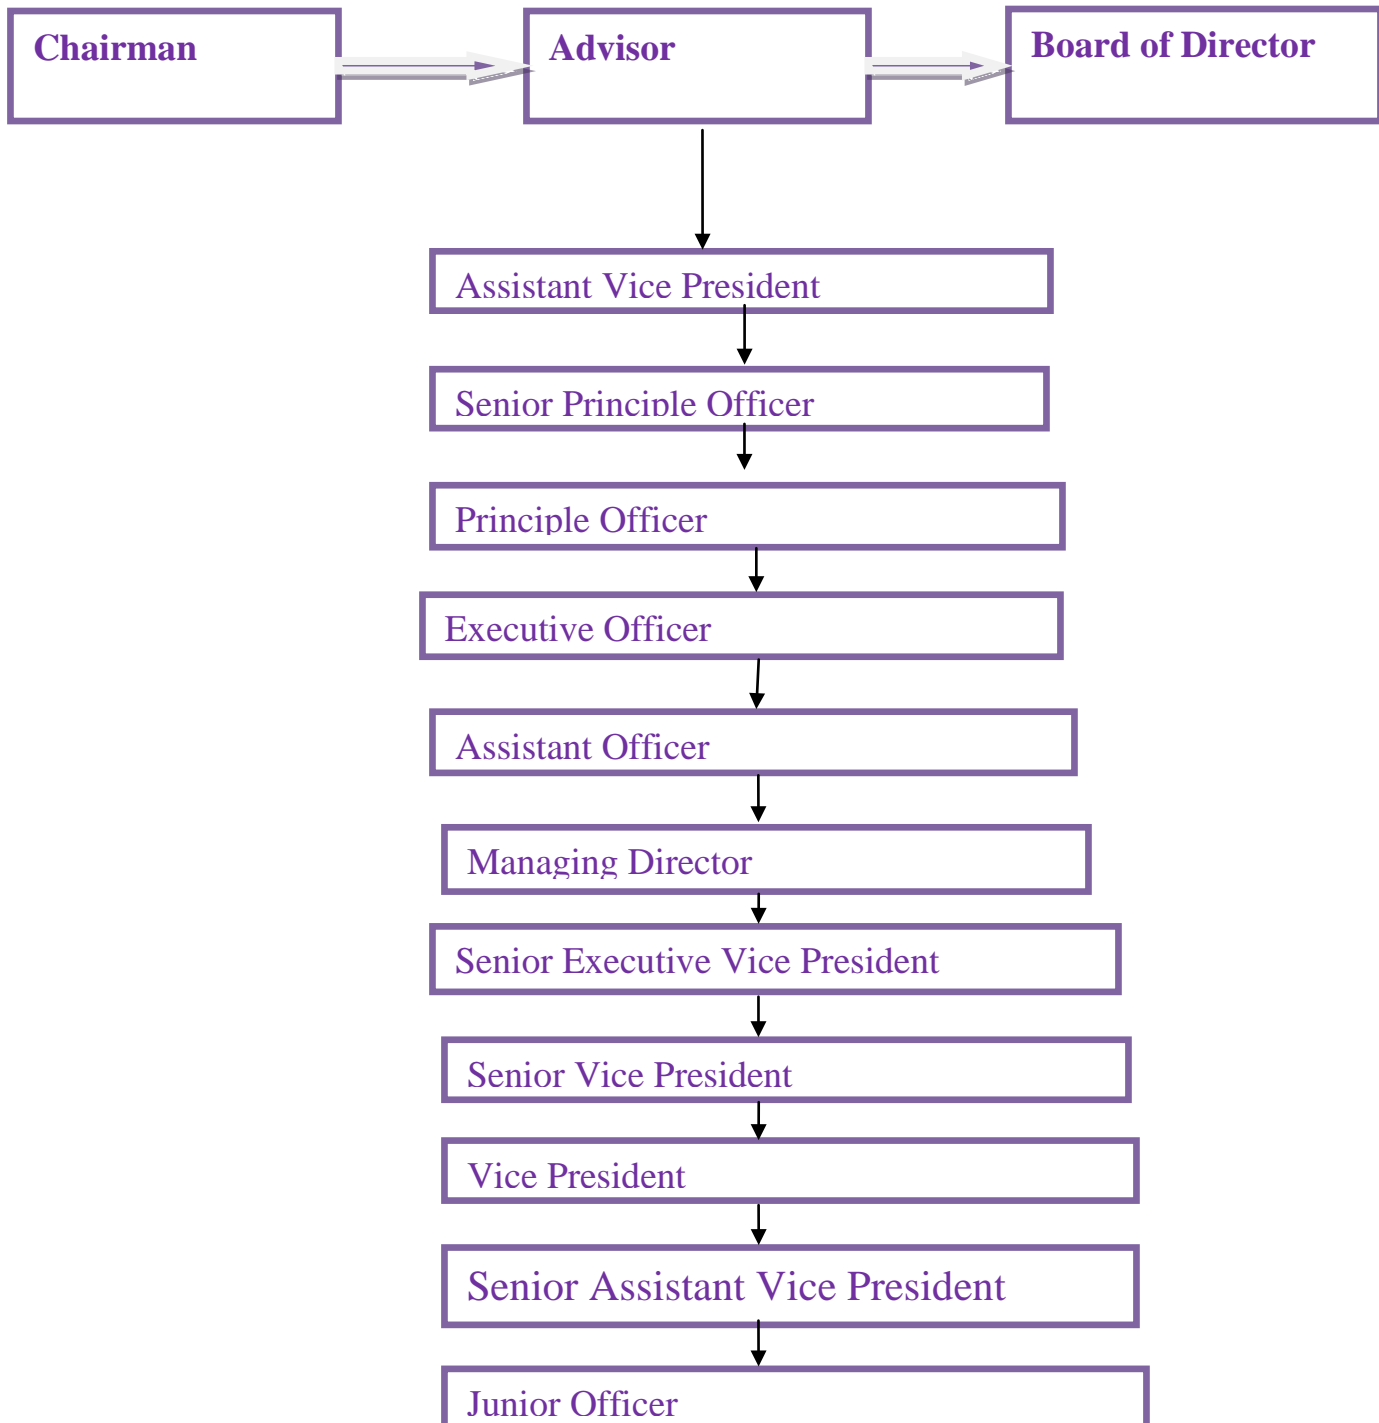 Chairman
Advisor
Board of Director
Assistant Vice President
Senior Principle Officer
Principle Officer
Executive Officer
Assistant Officer
Managing Director
Senior Executive Vice President
Senior Vice President
Vice President
Senior Assistant Vice President
Junior Officer